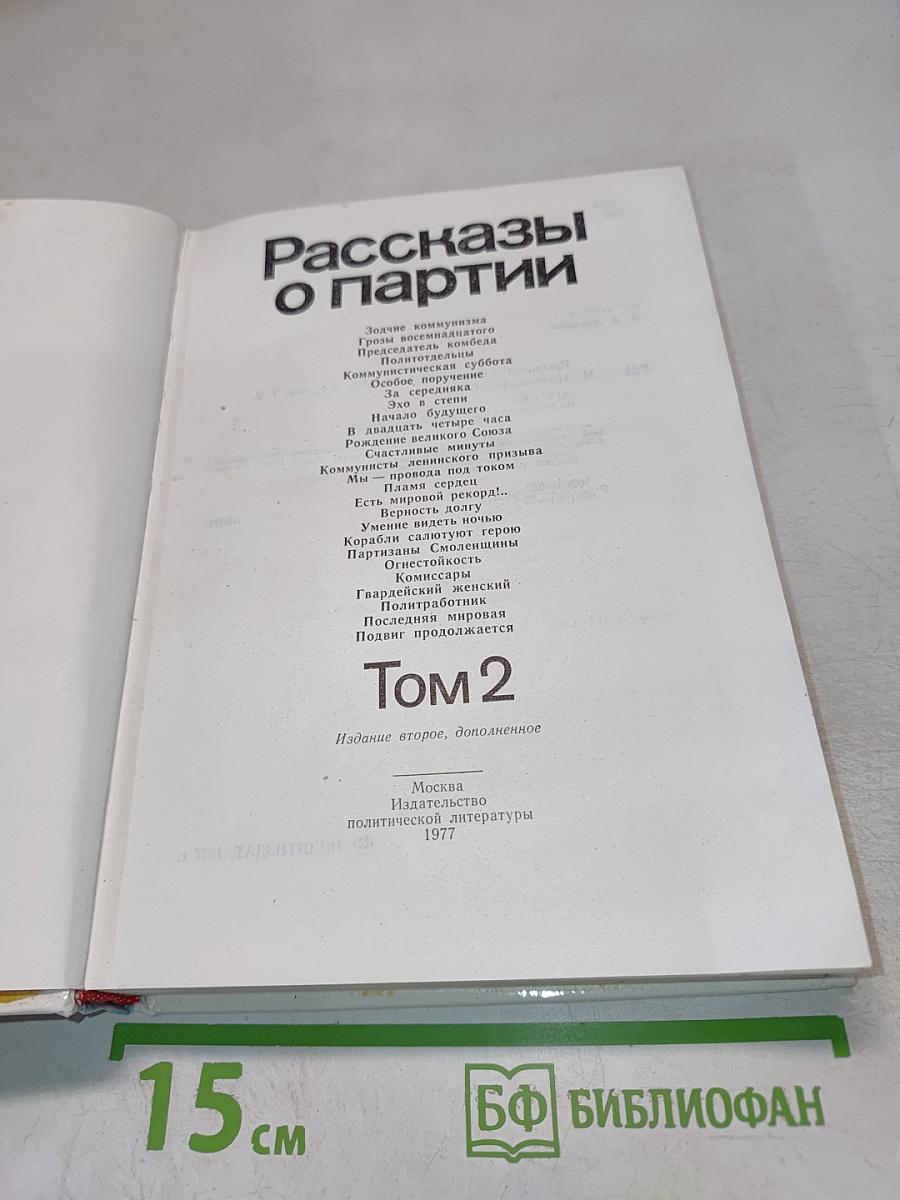 Рассказы
о партии
Зодчие коммунизма
Грозы восемнадцатого
Председатель комбеда
Политотдельцы
Коммунистическая суббота
Особое поручение
За середняка
Эхо в степи
Начало будущего
В двадцать четыре часа
Рождение великого Союза
Счастливые минуты
Коммунисты ленинского призыва
Мы — провода под током
Пламя сердец
Есть мировой рекорд!..
Верность долгу
Умение видеть ночью
Корабли салютуют герою
Партизаны Смоленщины
Огнестойкость
Комиссары
Гвардейский женский
Политработник
Последняя мировая
Подвиг продолжается
Том 2
Издание второе, дополненное
Москва
Издательство
политической литературы
1977
© ПОЛИТИЗДАТ, 1977 г.
15 см
БФ БИБЛИОФАН